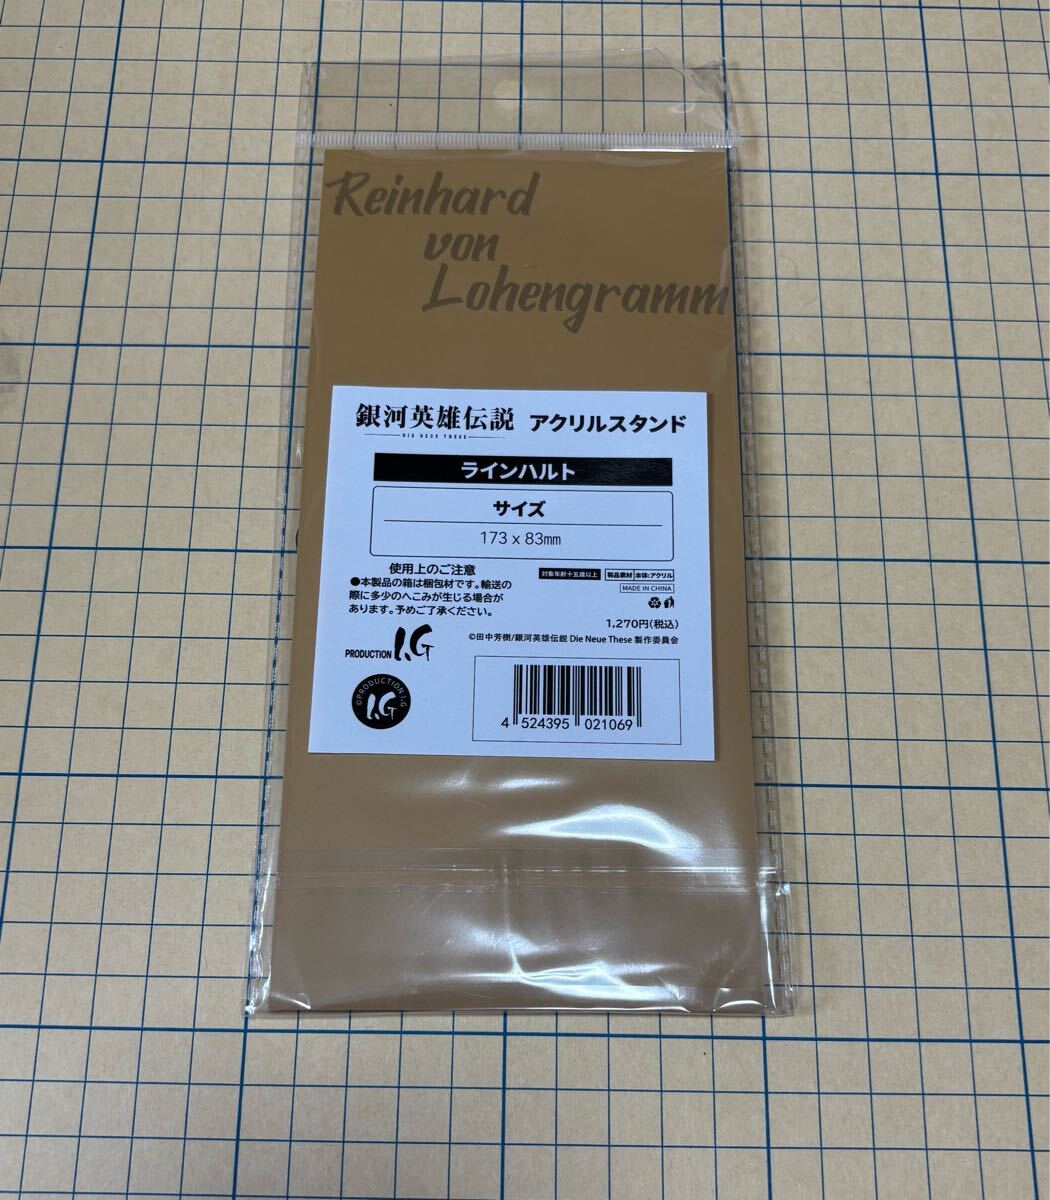 Reinhard
von
Lohengramm
銀河英雄伝説 アクリルスタンド
DIE NEUE THESE
ラインハルト
サイズ
173 x 83mm
使用上のご注意
●本製品の箱は梱包材です。輸送の
際に多少のへこみが生じる場合が
あります。予めご了承ください。
対象年齢十五歳以上 製品素材 本体:アクリル
MADE IN CHINA
1,270円(税込)
©田中芳樹/銀河英雄伝説 Die Neue These 製作委員会
PRODUCTION I.G
©PRODUCTION I.G
I.G
4 524395 021069